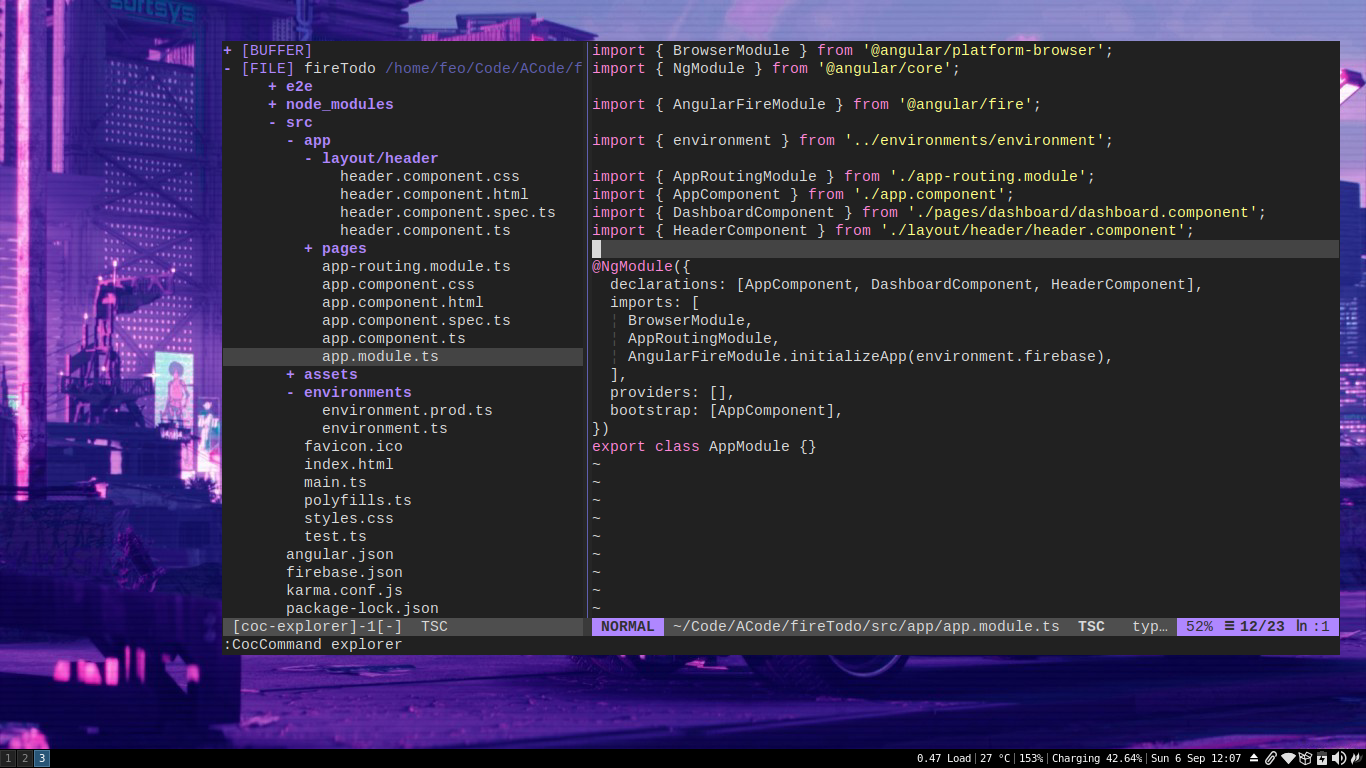 + [BUFFER]
- [FILE] fireTodo /home/feo/Code/ACode/f
+ e2e
+ node_modules
- src
- app
- layout/header
header.component.css
header.component.html
header.component.spec.ts
header.component.ts
+ pages
app-routing.module.ts
app.component.css
app.component.html
app.component.spec.ts
app.component.ts
app.module.ts
+ assets
- environments
environment.prod.ts
environment.ts
favicon.ico
index.html
main.ts
polyfills.ts
styles.css
test.ts
angular.json
firebase.json
karma.conf.js
package-lock.json
[coc-explorer]-1[-] TSC
:CocCommand explorer
import { BrowserModule } from '@angular/platform-browser';
import { NgModule } from '@angular/core';
import { AngularFireModule } from '@angular/fire';
import { environment } from '../environments/environment';
import { AppRoutingModule } from './app-routing.module';
import { AppComponent } from './app.component';
import { DashboardComponent } from './pages/dashboard/dashboard.component';
import { HeaderComponent } from './layout/header/header.component';
@NgModule({
declarations: [AppComponent, DashboardComponent, HeaderComponent],
imports: [
¦ BrowserModule,
¦ AppRoutingModule,
¦ AngularFireModule.initializeApp(environment.firebase),
],
providers: [],
bootstrap: [AppComponent],
})
export class AppModule {}
~
~
~
~
~
~
~
~
~
NORMAL ~/Code/ACode/fireTodo/src/app/app.module.ts TSC typ… 52% ☰ 12/23 ㏑ :1
1 2 3
0.47 Load|27 °C|153%|Charging 42.64%|Sun 6 Sep 12:07